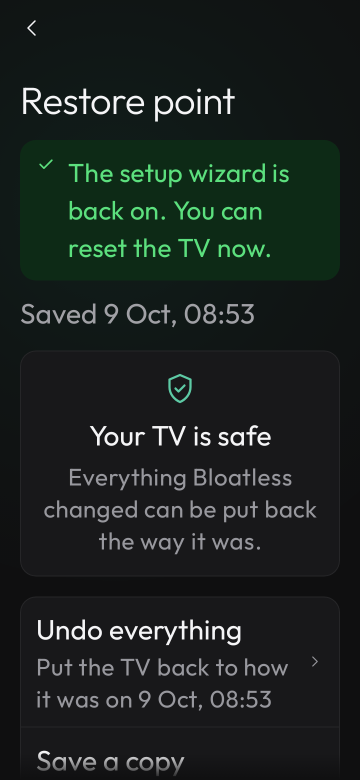 Restore point
The setup wizard is
back on. You can
reset the TV now.
Saved 9 Oct, 08:53
Your TV is safe
Everything Bloatless
changed can be put back
the way it was.
Undo everything
Put the TV back to how
it was on 9 Oct, 08:53
Save a copy